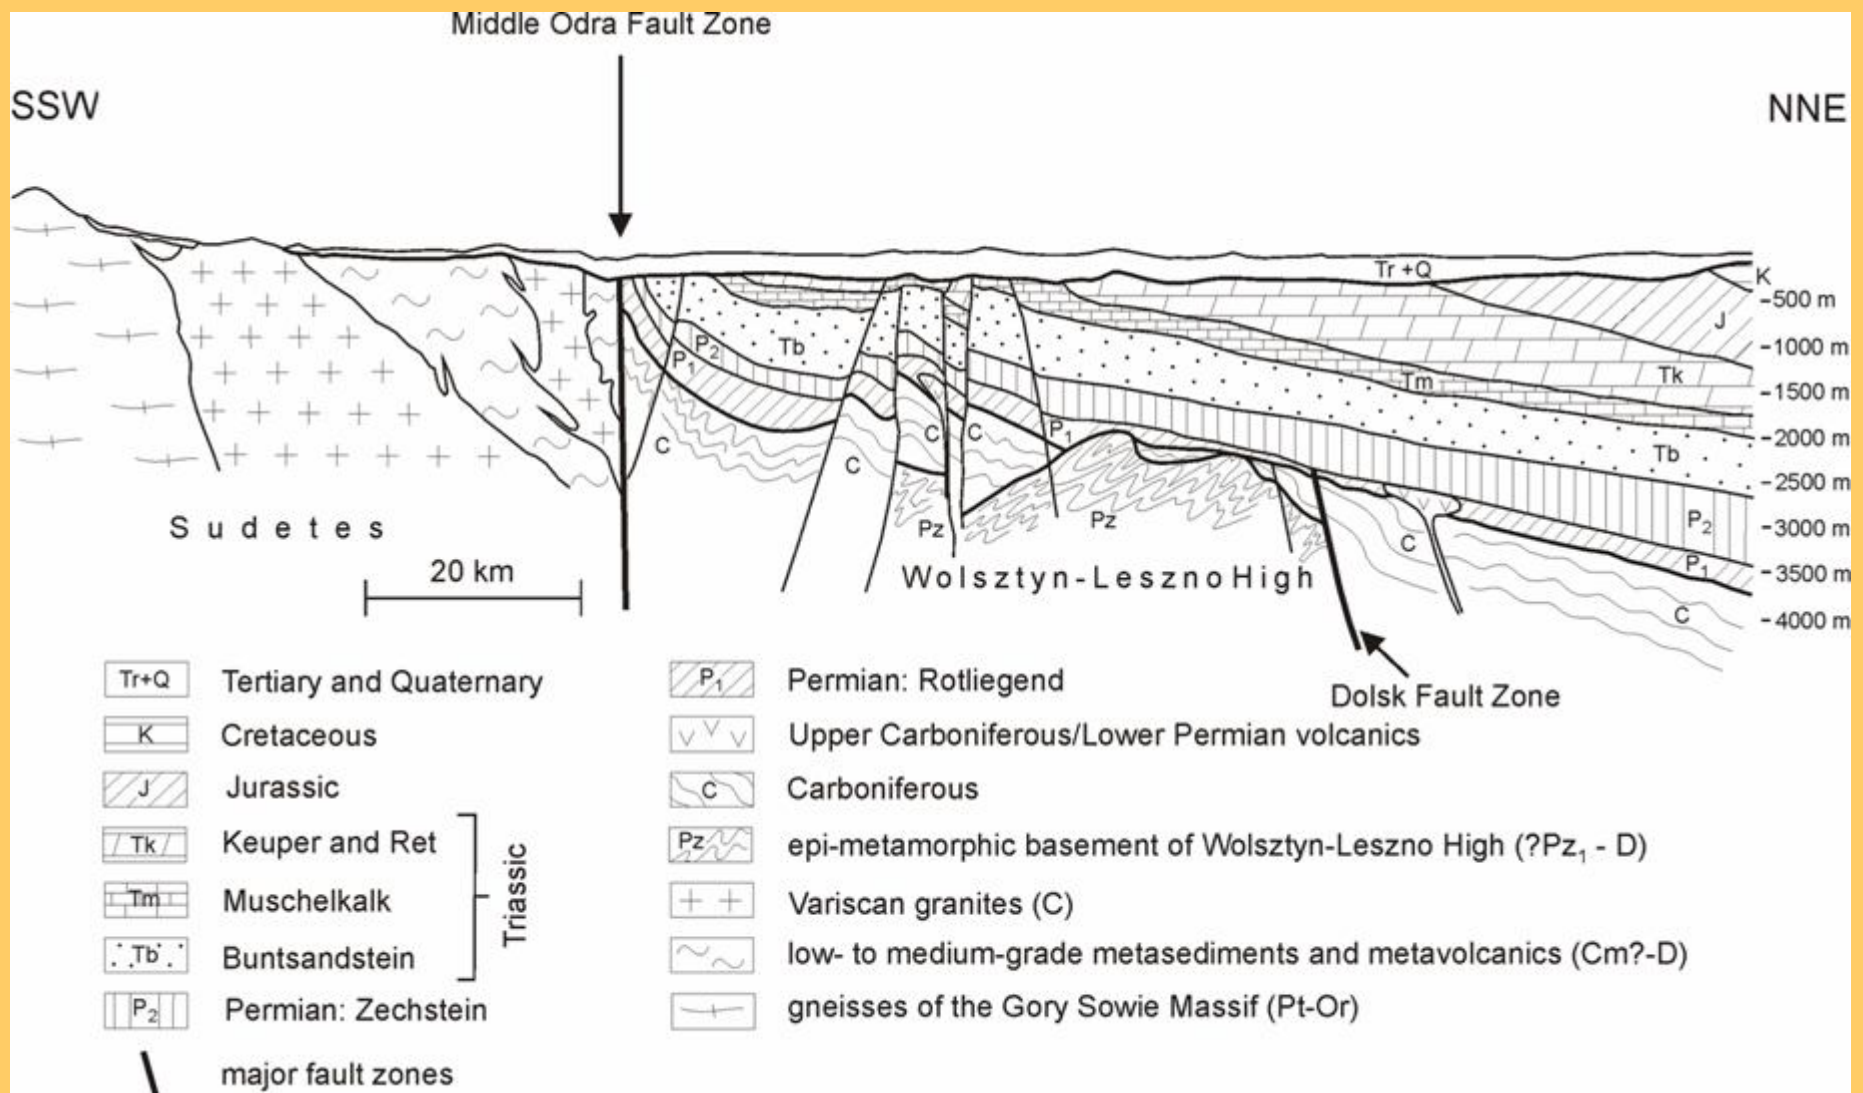 Middle Odra Fault Zone
SSW
NNE
Tr +Q
K
-500 m
J
-1000 m
P2
Tb
P1
Tk
Tm
-1500 m
C
C
C
C
P1
-2000 m
Tb
-2500 m
Pz
Pz
P2
-3000 m
C
Sudetes
P1
-3500 m
20 km
Wolsztyn-Leszno High
C
-4000 m
Dolsk Fault Zone
Tr+Q Tertiary and Quaternary
K Cretaceous
J Jurassic
Tk Keuper and Ret
Tm Muschelkalk
Tb Buntsandstein
Triassic
P2 Permian: Zechstein
major fault zones
P1 Permian: Rotliegend
Upper Carboniferous/Lower Permian volcanics
C Carboniferous
Pz epi-metamorphic basement of Wolsztyn-Leszno High (?Pz1 - D)
Variscan granites (C)
low- to medium-grade metasediments and metavolcanics (Cm?-D)
gneisses of the Gory Sowie Massif (Pt-Or)